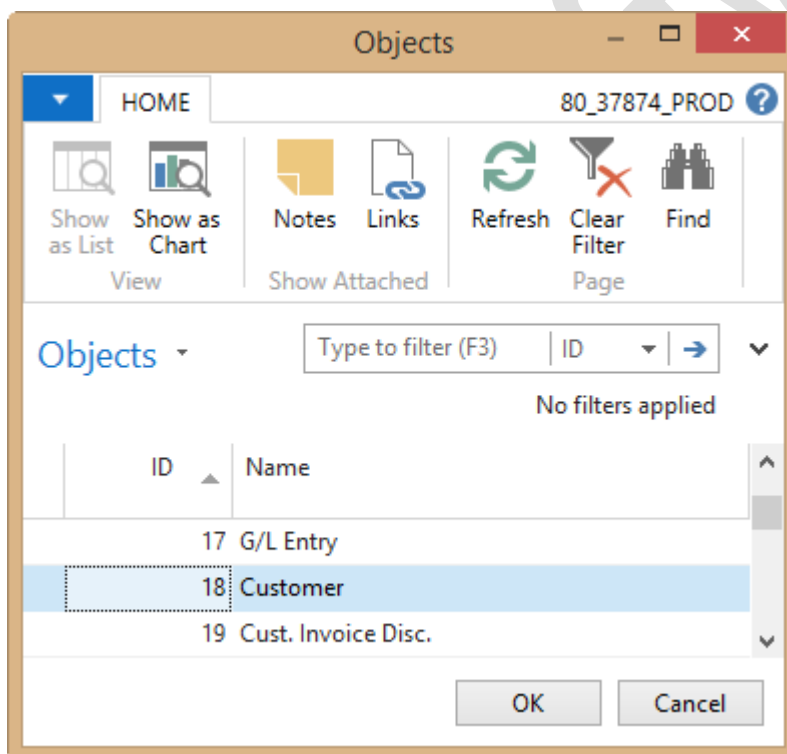 Objects
HOME 80_37874_PROD
Show as List
Show as Chart
Notes
Links
Refresh
Clear Filter
Find
View
Show Attached
Page
Objects
Type to filter (F3) ID
No filters applied
ID Name
17 G/L Entry
18 Customer
19 Cust. Invoice Disc.
OK Cancel